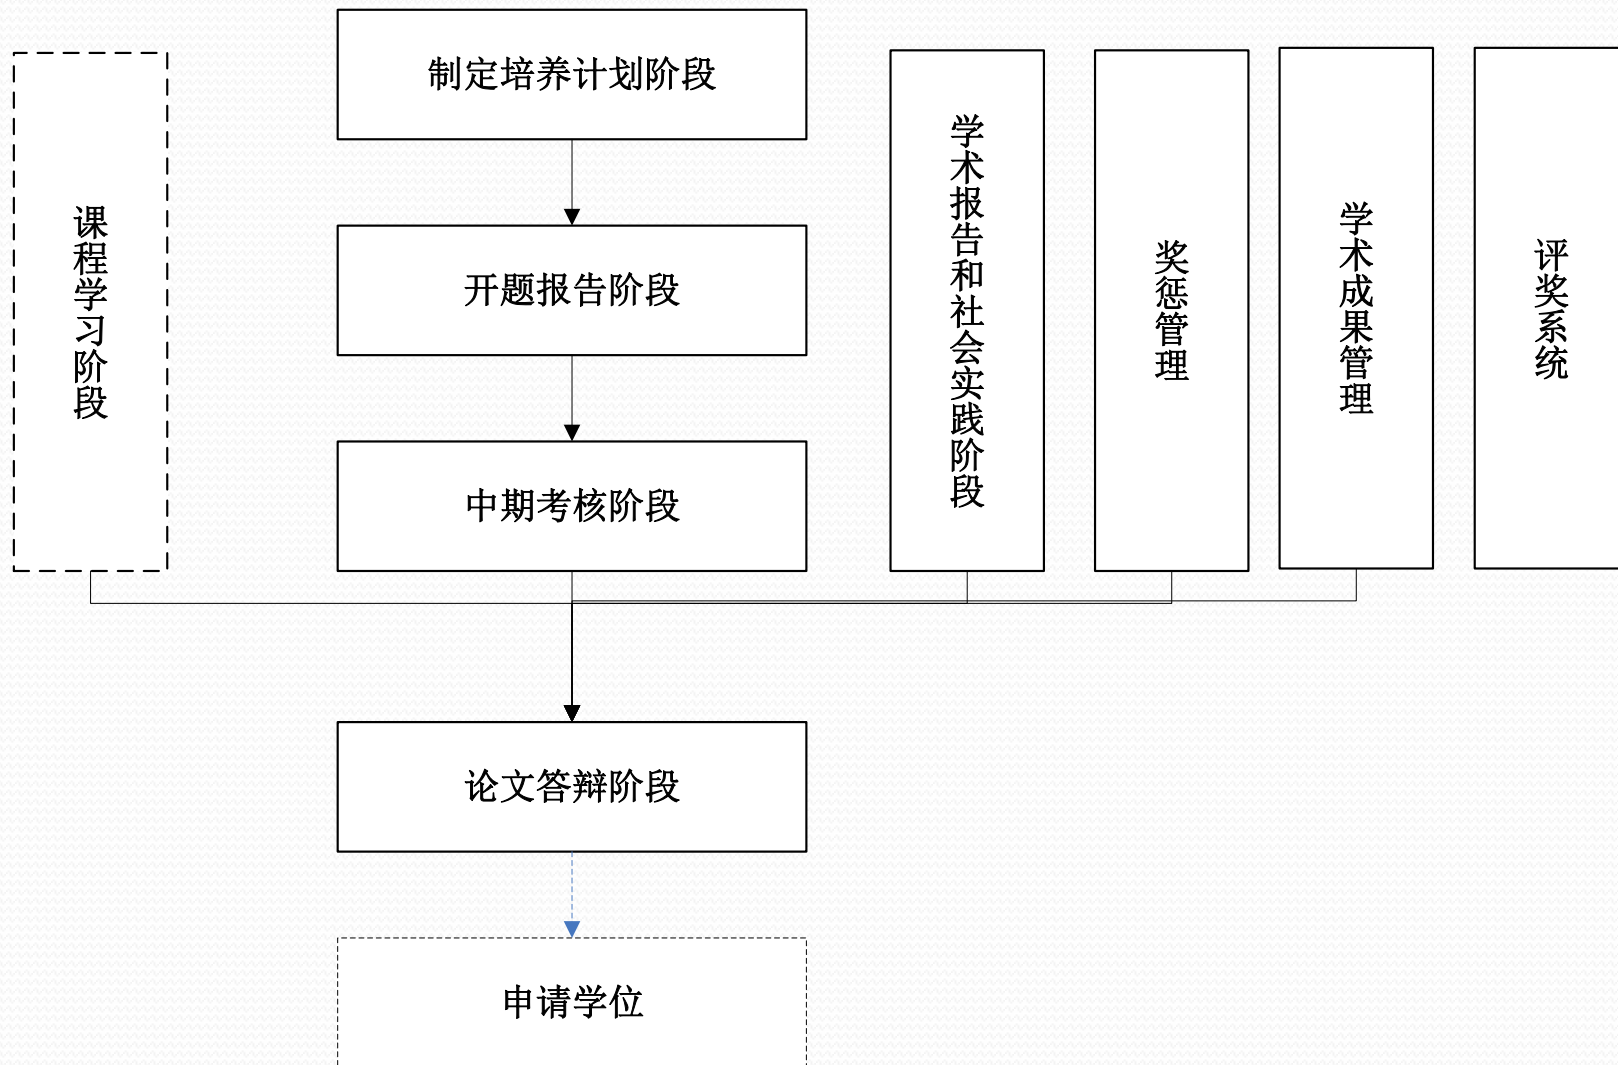 制定培养计划阶段
课程学习阶段
开题报告阶段
中期考核阶段
学术报告和社会实践阶段
奖惩管理
学术成果管理
评奖系统
论文答辩阶段
申请学位